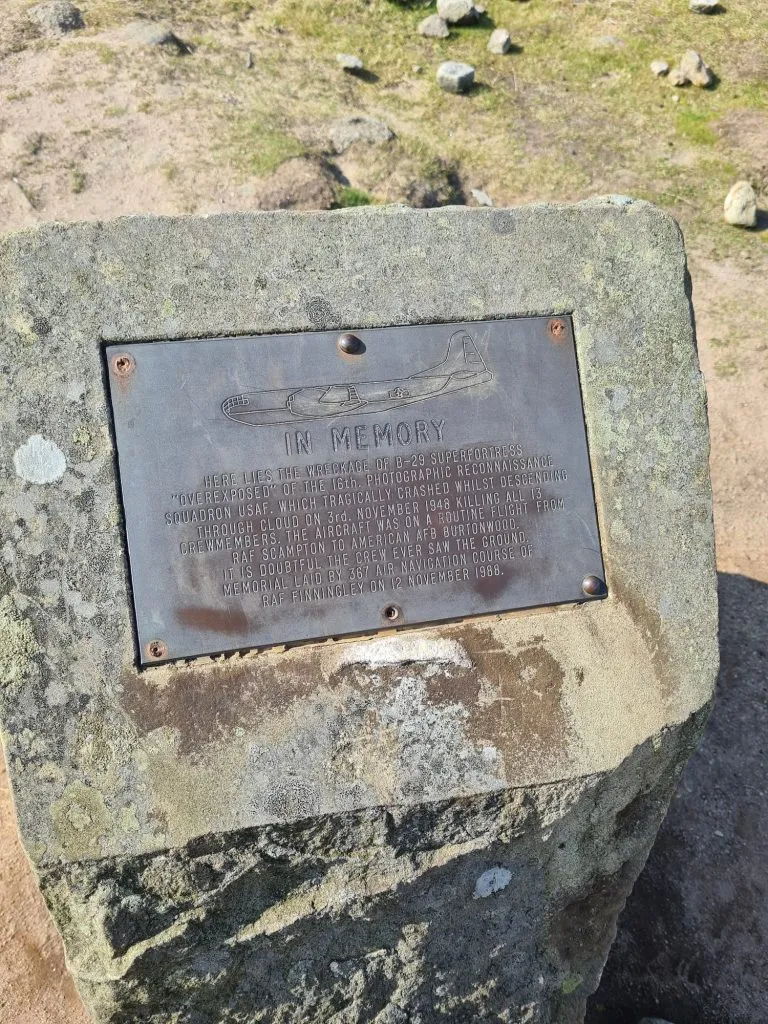 IN MEMORY
HERE LIES THE WRECKAGE OF B-29 SUPERFORTRESS
"OVEREXPOSED" OF THE 16th. PHOTOGRAPHIC RECONNAISSANCE
SQUADRON USAF. WHICH TRAGICALLY CRASHED WHILST DESCENDING
THROUGH CLOUD ON 3rd. NOVEMBER 1948 KILLING ALL 13
CREWMEMBERS. THE AIRCRAFT WAS ON A ROUTINE FLIGHT FROM
RAF SCAMPTON TO AMERICAN AFB BURTONWOOD.
IT IS DOUBTFUL THE CREW EVER SAW THE GROUND.
MEMORIAL LAID BY 367 AIR NAVIGATION COURSE OF
RAF FINNINGLEY ON 12 NOVEMBER 1988.